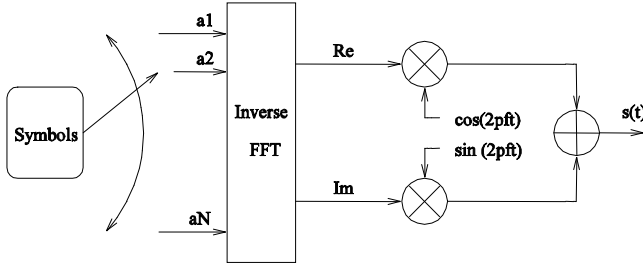 a1
a2
Symbols
aN
Inverse
FFT
Re
cos(2pft)
sin (2pft)
Im
s(t)